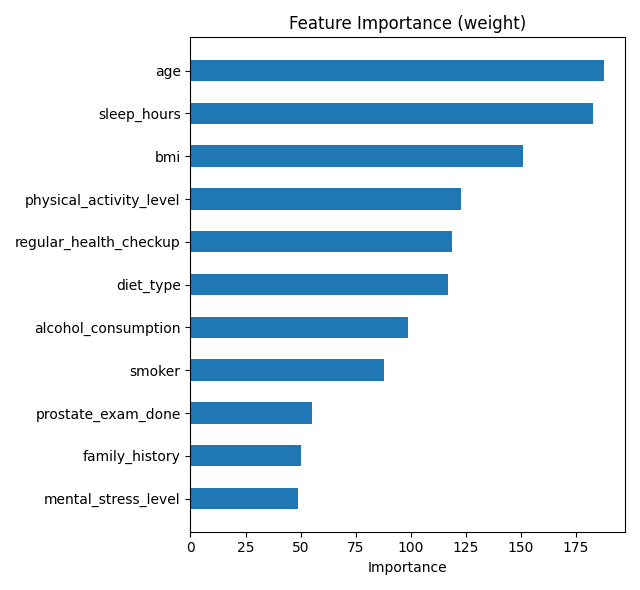 Feature Importance (weight)
age
sleep_hours
bmi
physical_activity_level
regular_health_checkup
diet_type
alcohol_consumption
smoker
prostate_exam_done
family_history
mental_stress_level
0 25 50 75 100 125 150 175
Importance